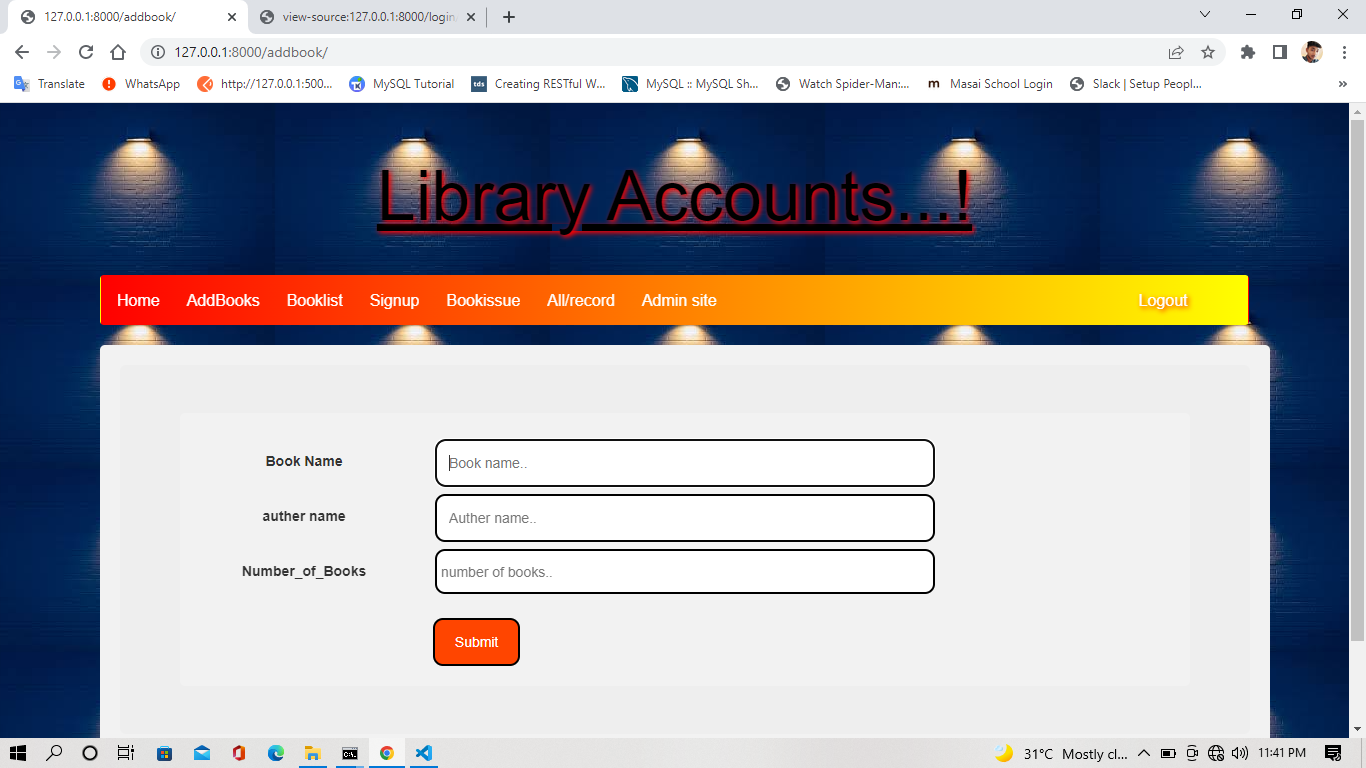 127.0.0.1:8000/addbook/
view-source:127.0.0.1:8000/login
127.0.0.1:8000/addbook/
Translate WhatsApp http://127.0.0.1:500... MySQL Tutorial tds Creating RESTful W... MySQL :: MySQL Sh... Watch Spider-Man:... m Masai School Login Slack | Setup Peopl... »
Library Accounts...!
Home AddBooks Booklist Signup Bookissue All/record Admin site Logout
Book Name Book name..
auther name Auther name..
Number_of_Books number of books..
Submit
31°C Mostly cl... 11:41 PM